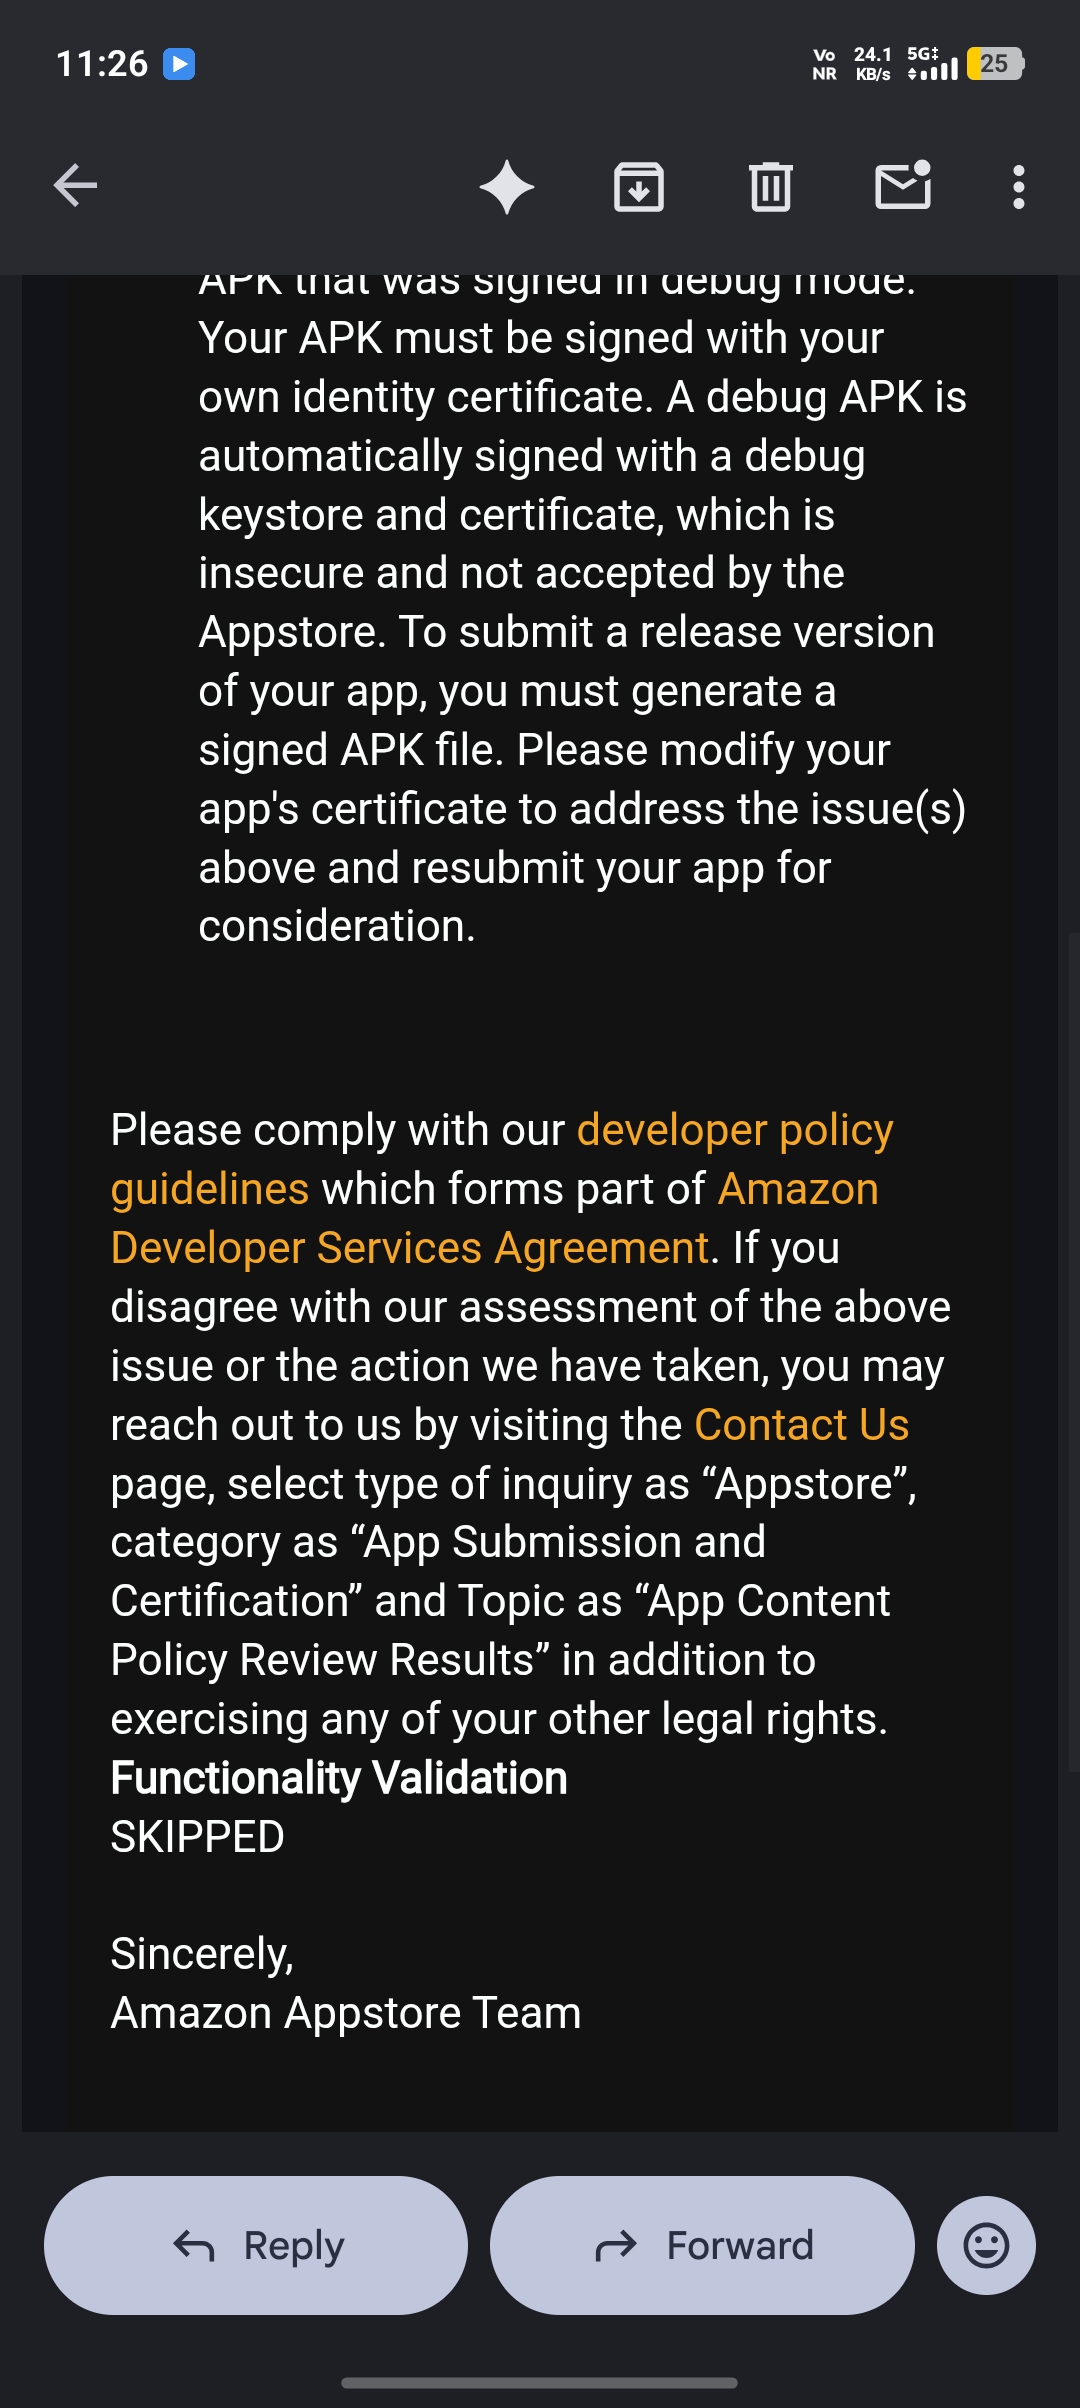 11:26
Vo
NR
24.1
KB/s
5G
25
APK that was signed in debug mode.
Your APK must be signed with your
own identity certificate. A debug APK is
automatically signed with a debug
keystore and certificate, which is
insecure and not accepted by the
Appstore. To submit a release version
of your app, you must generate a
signed APK file. Please modify your
app's certificate to address the issue(s)
above and resubmit your app for
consideration.
Please comply with our developer policy
guidelines which forms part of Amazon
Developer Services Agreement. If you
disagree with our assessment of the above
issue or the action we have taken, you may
reach out to us by visiting the Contact Us
page, select type of inquiry as “Appstore”,
category as “App Submission and
Certification” and Topic as “App Content
Policy Review Results” in addition to
exercising any of your other legal rights.
Functionality Validation
SKIPPED
Sincerely,
Amazon Appstore Team
Reply
Forward